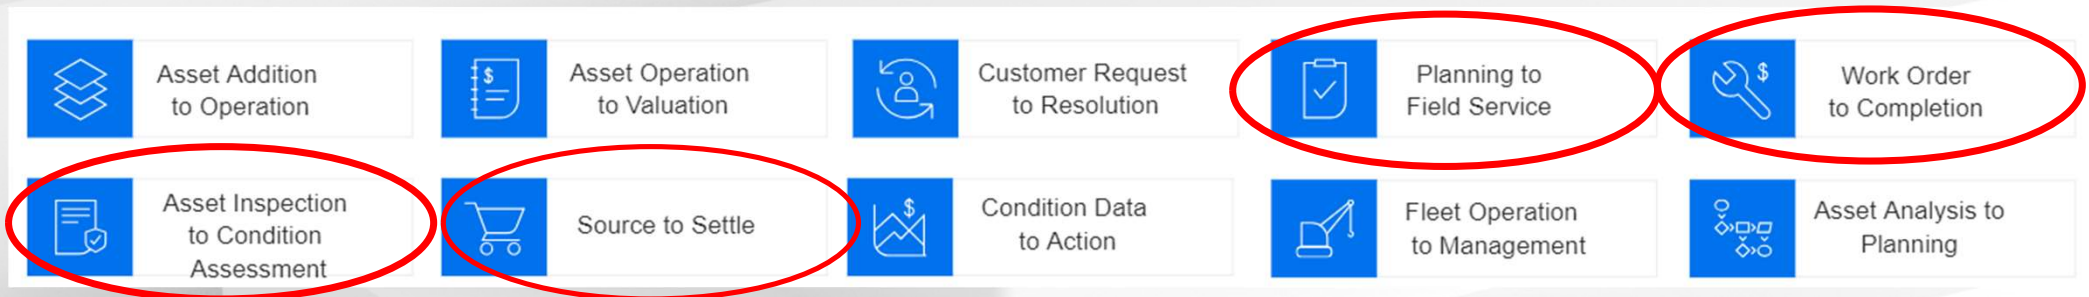 Asset Addition
to Operation
$
Asset Operation
to Valuation
Customer Request
to Resolution
Planning to
Field Service
$
Work Order
to Completion
Asset Inspection
to Condition
Assessment
Source to Settle
$
Condition Data
to Action
Fleet Operation
to Management
Asset Analysis to
Planning